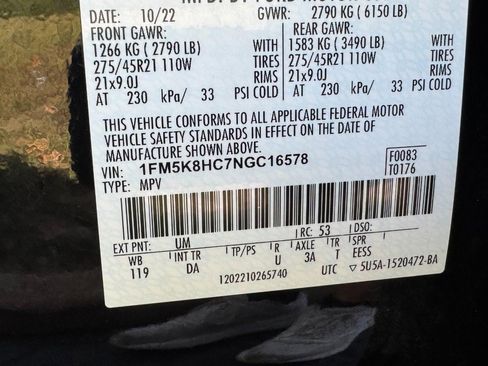 DATE: 10/22 GVWR: 2790 KG ( 6150 LB)
FRONT GAWR: REAR GAWR:
1266 KG ( 2790 LB) WITH 1583 KG ( 3490 LB) WITH
275/45R21 110W TIRES 275/45R21 110W TIRES
21x9.0J RIMS 21x9.0J RIMS
AT 230 kPa/ 33 PSI COLD AT 230 kPa/ 33 PSI COLD
THIS VEHICLE CONFORMS TO ALL APPLICABLE FEDERAL MOTOR
VEHICLE SAFETY STANDARDS IN EFFECT ON THE DATE OF
MANUFACTURE SHOWN ABOVE.
VIN: 1FM5K8HC7NGC16578 F0083
TYPE: MPV T0176
EXT PNT: UM RC: 53 DSO:
WB INT TR TP/PS R AXLE TR SPR
119 DA U 3A T EESS
1202210265740 UTC ▽5U5A-1520472-BA